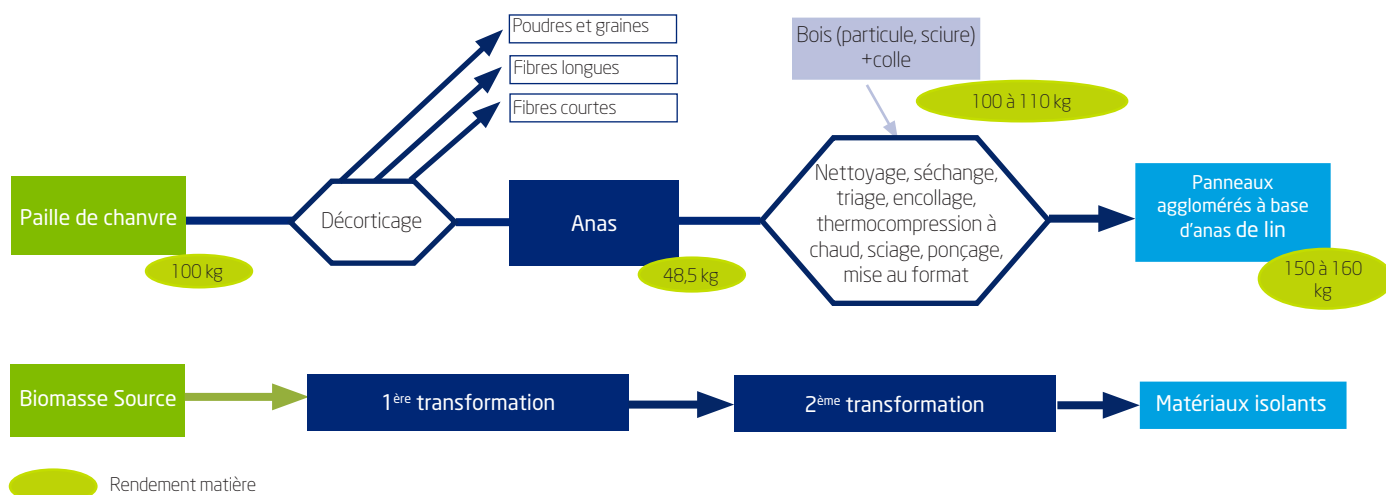 Poudres et graines
Fibres longues
Fibres courtes
Bois (particule, sciure)
+colle
100 à 110 kg
Paille de chanvre
100 kg
Décorticage
Anas
48,5 kg
Nettoyage, séchange,
triage, encollage,
thermocompression à
chaud, sciage, ponçage,
mise au format
Panneaux
agglomérés à base
d'anas de lin
150 à 160
kg
Biomasse Source
1ère transformation
2ème transformation
Matériaux isolants
Rendement matière